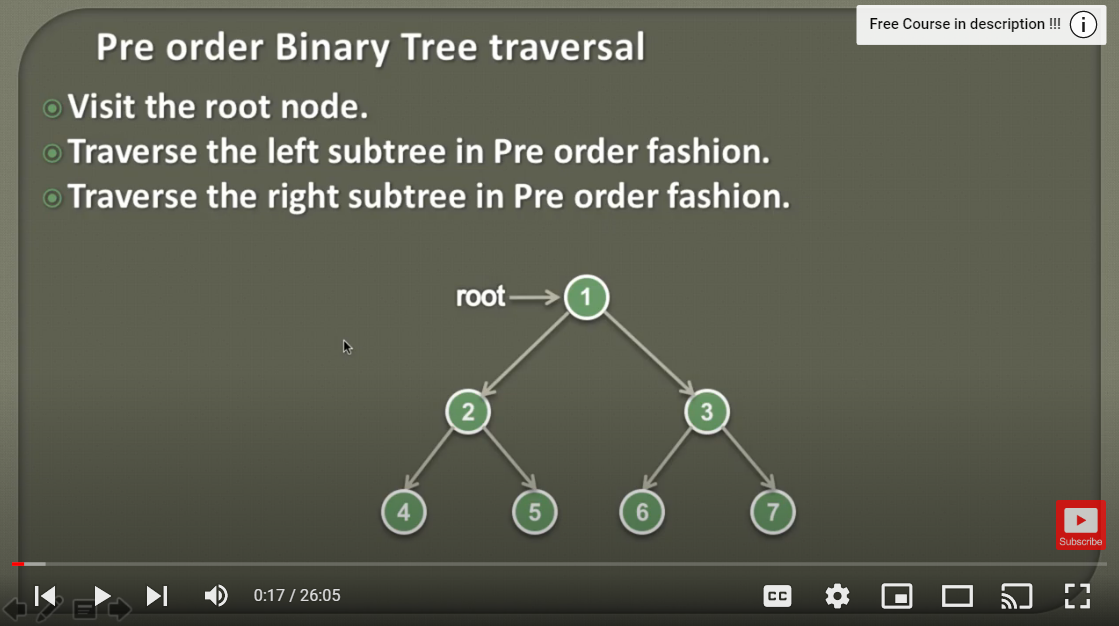 Free Course in description !!!
Pre order Binary Tree traversal
Visit the root node.
Traverse the left subtree in Pre order fashion.
Traverse the right subtree in Pre order fashion.
root 1
2 3
4 5 6 7
Subscribe
0:17 / 26:05 CC